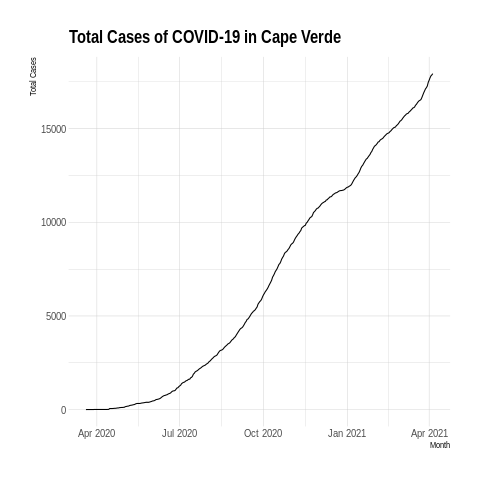 Total Cases of COVID-19 in Cape Verde
Total Cases
15000
10000
5000
0
Apr 2020 Jul 2020 Oct 2020 Jan 2021 Apr 2021
Month